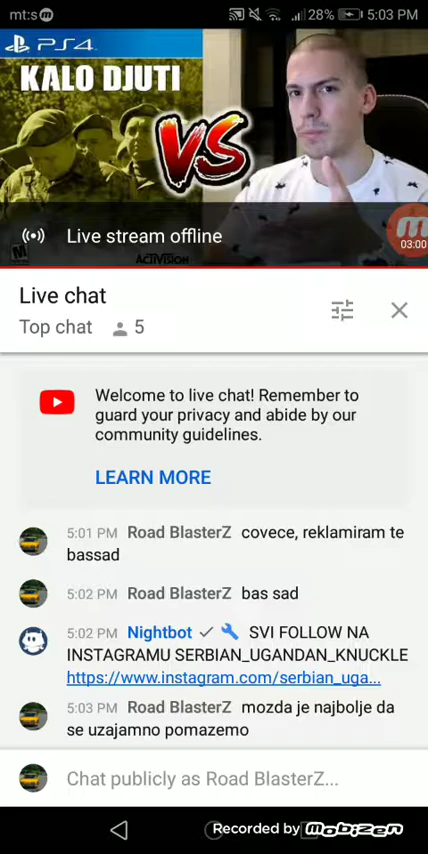 mt:s m 28% 5:03 PM
PS4
KALO DJUTI
VS
Live stream offline
03:00
ACTIVISION
Live chat
Top chat 5
Welcome to live chat! Remember to
guard your privacy and abide by our
community guidelines.
LEARN MORE
5:01 PM Road BlasterZ covece, reklamiram te
bassad
5:02 PM Road BlasterZ bas sad
5:02 PM Nightbot SVI FOLLOW NA
INSTAGRAMU SERBIAN_UGANDAN_KNUCKLE
https://www.instagram.com/serbian_uga...
5:03 PM Road BlasterZ mozda je najbolje da
se uzajamno pomazemo
Chat publicly as Road BlasterZ...
Recorded by mobizen